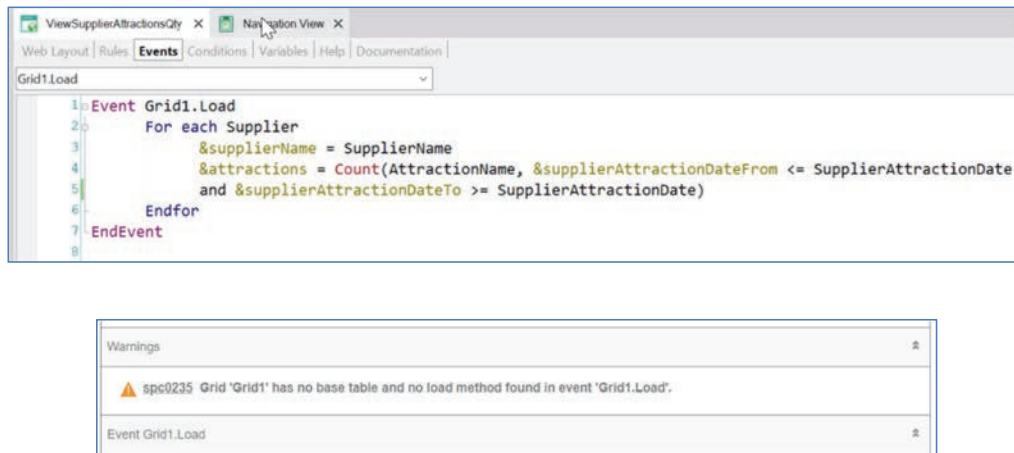 ViewSupplierAttractionsQty X Navigation View X
Web Layout | Rules | Events | Conditions | Variables | Help | Documentation |
Grid1.Load
1 Event Grid1.Load
2 For each Supplier
3 &supplierName = SupplierName
4 &attractions = Count(AttractionName, &supplierAttractionDateFrom <= SupplierAttractionDate
5 and &supplierAttractionDateTo >= SupplierAttractionDate)
6 Endfor
7 EndEvent
8
Warnings
spc0235 Grid 'Grid1' has no base table and no load method found in event 'Grid1.Load'.
Event Grid1.Load